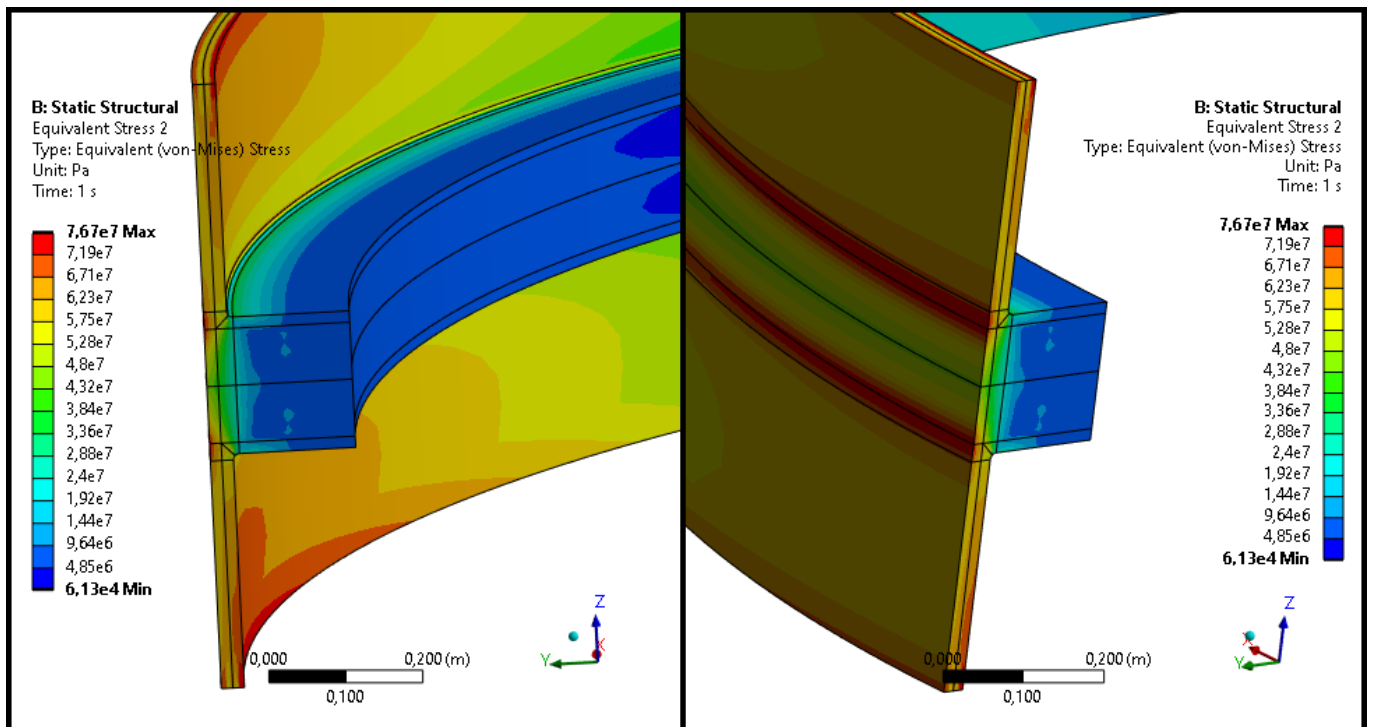 B: Static Structural
Equivalent Stress 2
Type: Equivalent (von-Mises) Stress
Unit: Pa
Time: 1 s
7,67e7 Max
7,19e7
6,71e7
6,23e7
5,75e7
5,28e7
4,8e7
4,32e7
3,84e7
3,36e7
2,88e7
2,4e7
1,92e7
1,44e7
9,64e6
4,85e6
6,13e4 Min
Z
X
Y
0,000
0,200 (m)
0,100
B: Static Structural
Equivalent Stress 2
Type: Equivalent (von-Mises) Stress
Unit: Pa
Time: 1 s
7,67e7 Max
7,19e7
6,71e7
6,23e7
5,75e7
5,28e7
4,8e7
4,32e7
3,84e7
3,36e7
2,88e7
2,4e7
1,92e7
1,44e7
9,64e6
4,85e6
6,13e4 Min
Z
X
Y
0,000
0,200 (m)
0,100